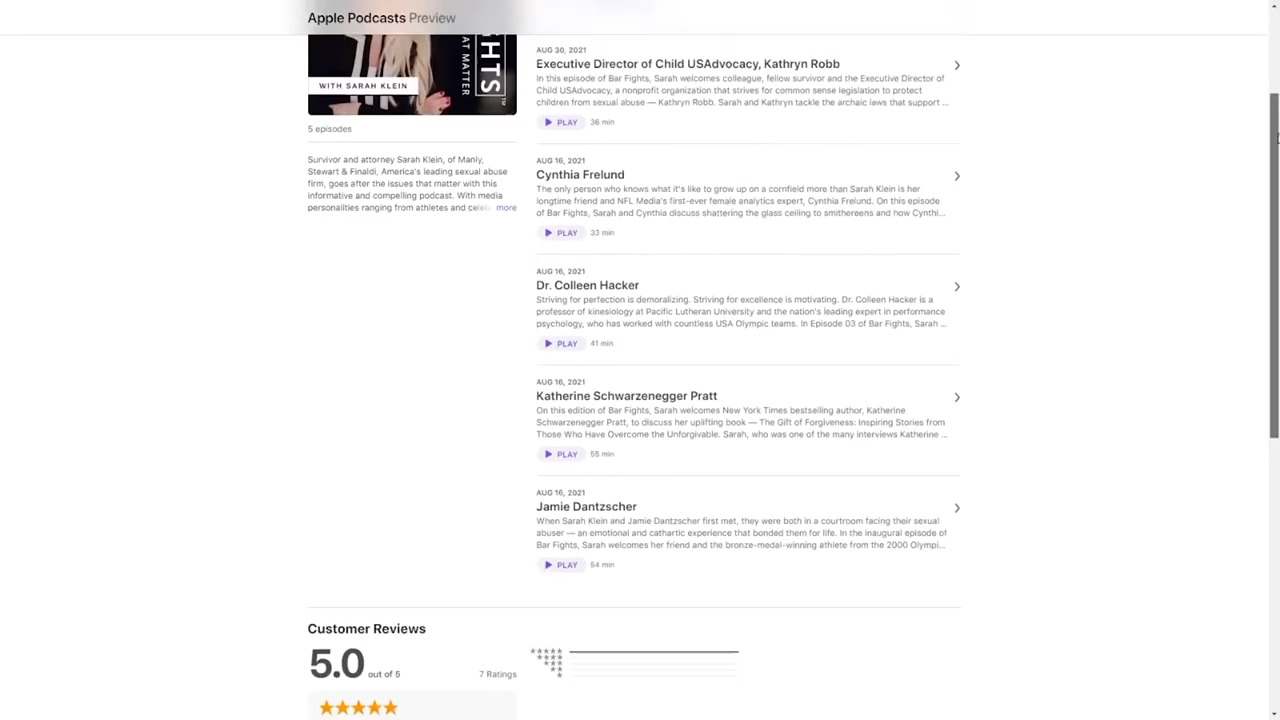 Apple Podcasts Preview
GHTS
AT MATTER
WITH SARAH KLEIN
5 episodes
Survivor and attorney Sarah Klein, of Manly,
Stewart & Finaldi, America's leading sexual abuse
firm, goes after the issues that matter with this
informative and compelling podcast. With media
personalities ranging from athletes and celeb more
AUG 30, 2021
Executive Director of Child USAdvocacy, Kathryn Robb
In this episode of Bar Fights, Sarah welcomes colleague, fellow survivor and the Executive Director of
Child USAdvocacy, a nonprofit organization that strives for common sense legislation to protect
children from sexual abuse — Kathryn Robb. Sarah and Kathryn tackle the archaic laws that support ...
PLAY 36 min
AUG 16, 2021
Cynthia Frelund
The only person who knows what it's like to grow up on a cornfield more than Sarah Klein is her
longtime friend and NFL Media's first-ever female analytics expert, Cynthia Frelund. On this episode
of Bar Fights, Sarah and Cynthia discuss shattering the glass ceiling to smithereens and how Cynthi...
PLAY 33 min
AUG 16, 2021
Dr. Colleen Hacker
Striving for perfection is demoralizing. Striving for excellence is motivating. Dr. Colleen Hacker is a
professor of kinesiology at Pacific Lutheran University and the nation's leading expert in performance
psychology, who has worked with countless USA Olympic teams. In Episode 03 of Bar Fights, Sarah ...
PLAY 41 min
AUG 16, 2021
Katherine Schwarzenegger Pratt
On this edition of Bar Fights, Sarah welcomes New York Times bestselling author, Katherine
Schwarzenegger Pratt, to discuss her uplifting book — The Gift of Forgiveness: Inspiring Stories from
Those Who Have Overcome the Unforgivable. Sarah, who was one of the many interviews Katherine ...
PLAY 55 min
AUG 16, 2021
Jamie Dantzscher
When Sarah Klein and Jamie Dantzscher first met, they were both in a courtroom facing their sexual
abuser — an emotional and cathartic experience that bonded them for life. In the inaugural episode of
Bar Fights, Sarah welcomes her friend and the bronze-medal-winning athlete from the 2000 Olympi...
PLAY 54 min
Customer Reviews
5.0 out of 5
7 Ratings